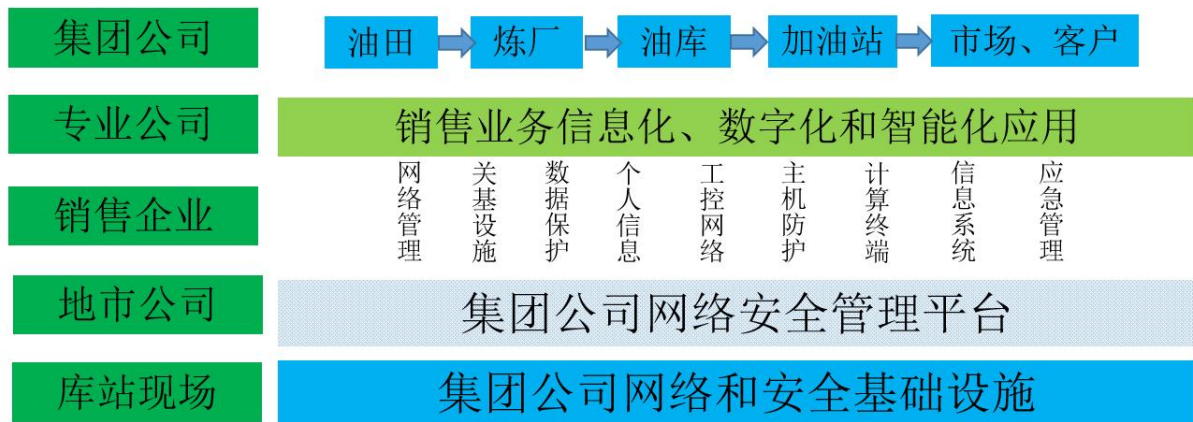 集团公司
油田
炼厂
油库
加油站
市场、客户
专业公司
销售业务信息化、数字化和智能化应用
销售企业
网络管理
关基设施
数据保护
个人信息
工控网络
主机防护
计算终端
信息系统
应急管理
地市公司
集团公司网络安全管理平台
库站现场
集团公司网络和安全基础设施